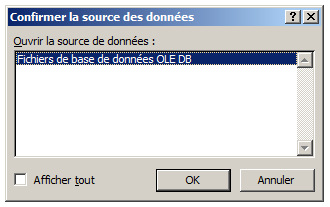 Confirmer la source des données
Ouvrir la source de données :
Fichiers de base de données OLE DB
Afficher tout
OK
Annuler